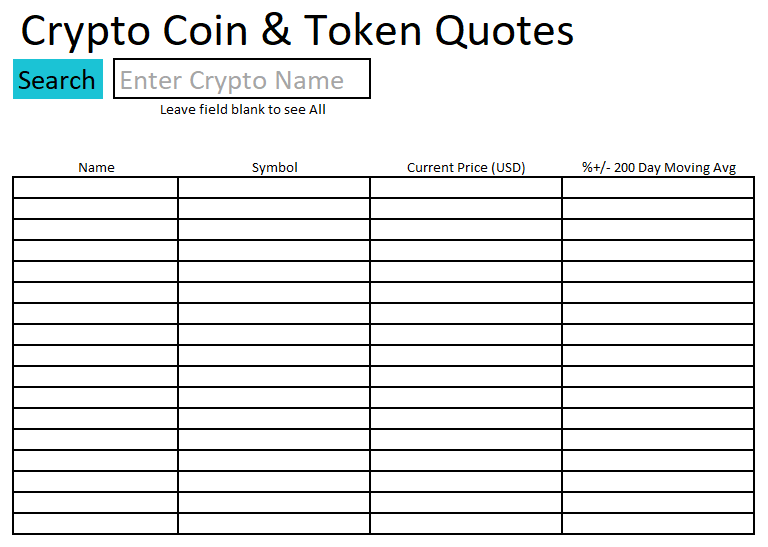 Crypto Coin & Token Quotes
Search Enter Crypto Name
Leave field blank to see All
Name Symbol Current Price (USD) %+/- 200 Day Moving Avg